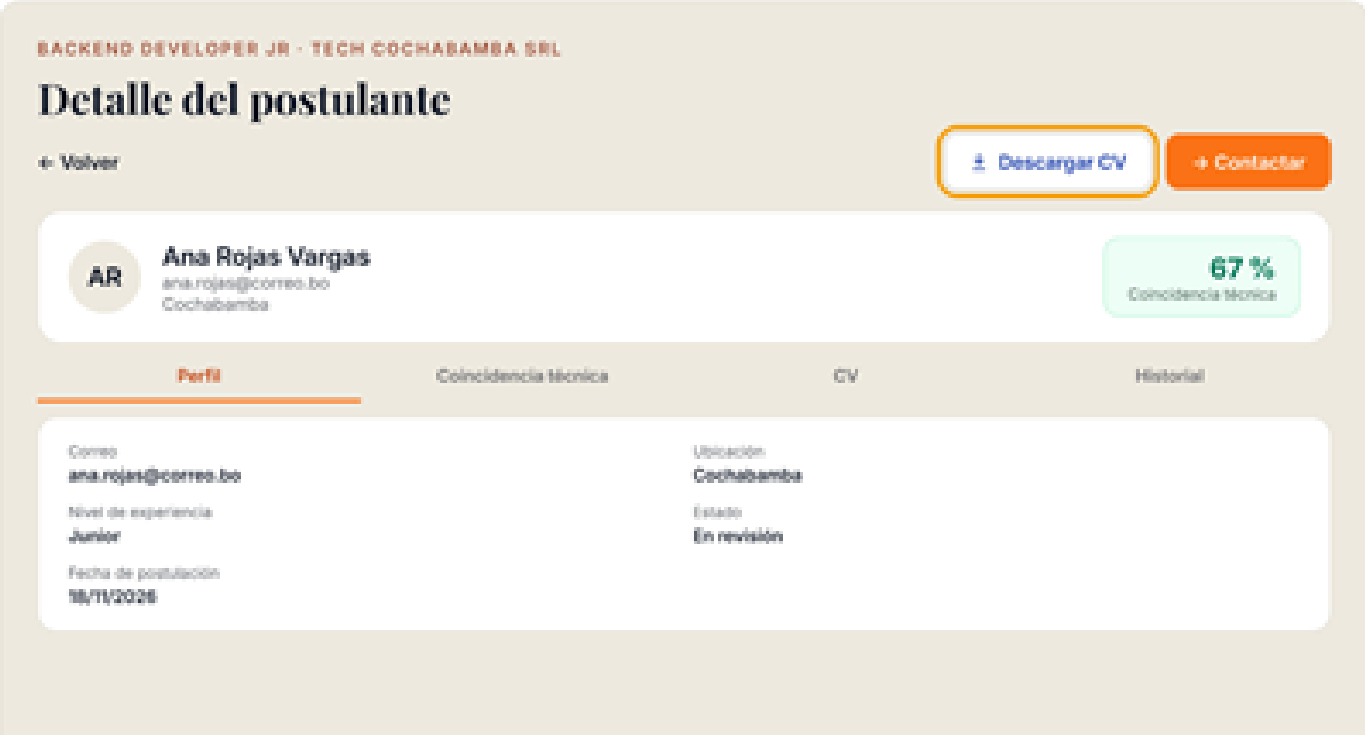 BACKEND DEVELOPER JR · TECH COCHABAMBA SRL
Detalle del postulante
← Volver
Descargar CV
→ Contactar
AR
Ana Rojas Vargas
ana.rojas@correo.bo
Cochabamba
67 %
Coincidencia técnica
Perfil
Coincidencia técnica
CV
Historial
Correo
ana.rojas@correo.bo
Ubicación
Cochabamba
Nivel de experiencia
Junior
Estado
En revisión
Fecha de postulación
18/11/2026